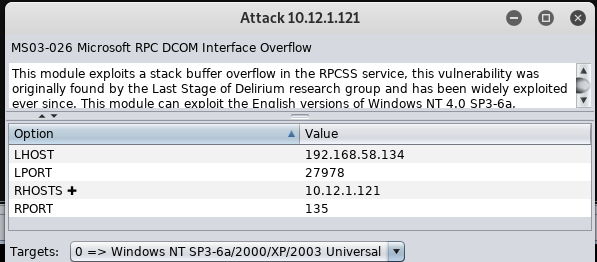 Attack 10.12.1.121
MS03-026 Microsoft RPC DCOM Interface Overflow
This module exploits a stack buffer overflow in the RPCSS service, this vulnerability was
originally found by the Last Stage of Delirium research group and has been widely exploited
ever since. This module can exploit the English versions of Windows NT 4.0 SP3-6a.
Option Value
LHOST 192.168.58.134
LPORT 27978
RHOSTS + 10.12.1.121
RPORT 135
Targets: 0 => Windows NT SP3-6a/2000/XP/2003 Universal